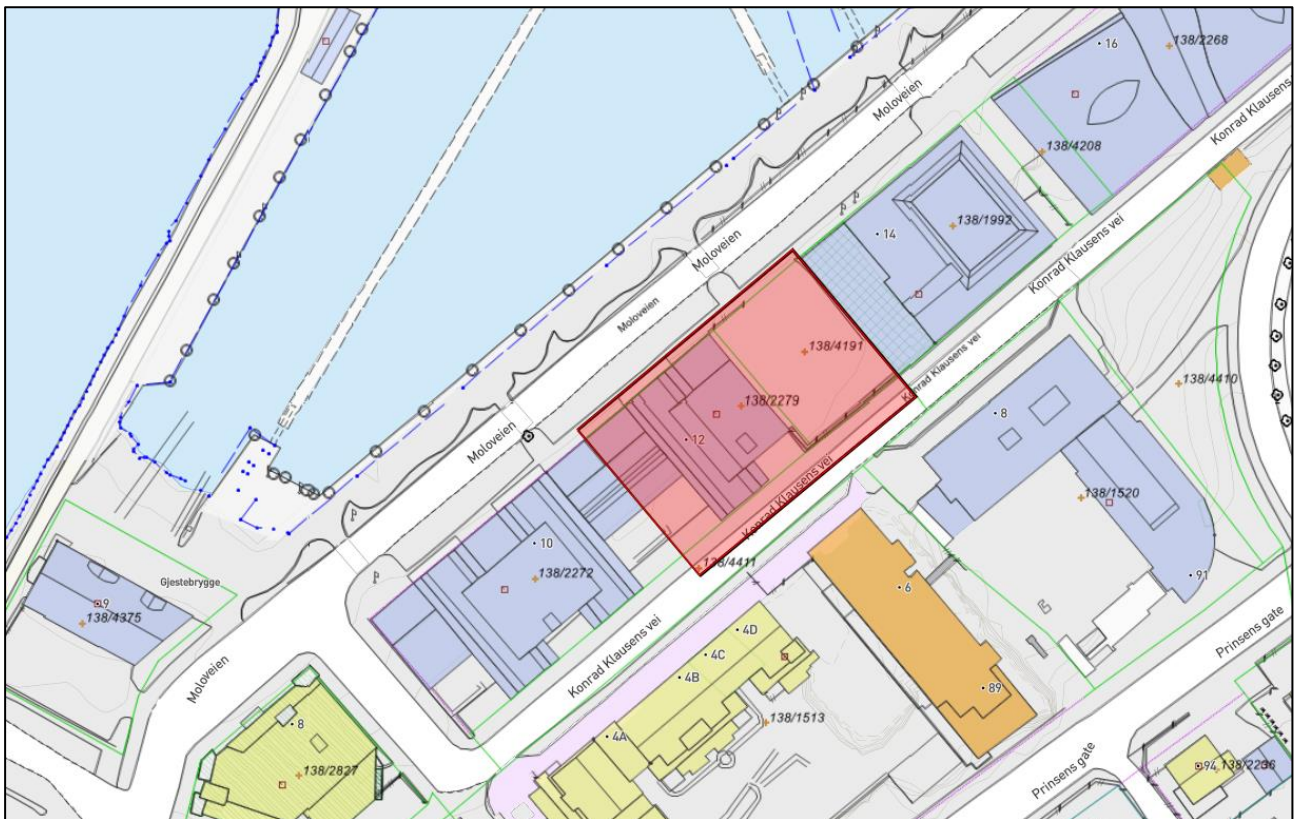 16
138/2268
Moloveien
Konrad Klausens
138/4208
Moloveien
14
138/1992
Konrad Klausens vei
Moloveien
138/4191
Konrad Klausens vei
138/4410
8
138/2279
12
Moloveien
Konrad Klausens vei
138/1520
10
138/2272
138/4411
91
Gjestebrygge
9
138/4375
6
Moloveien
Konrad Klausens vei
4D
4C
4B
Prinsens gate
89
138/1513
8
4A
138/2827
Prinsens gate
94
138/2236